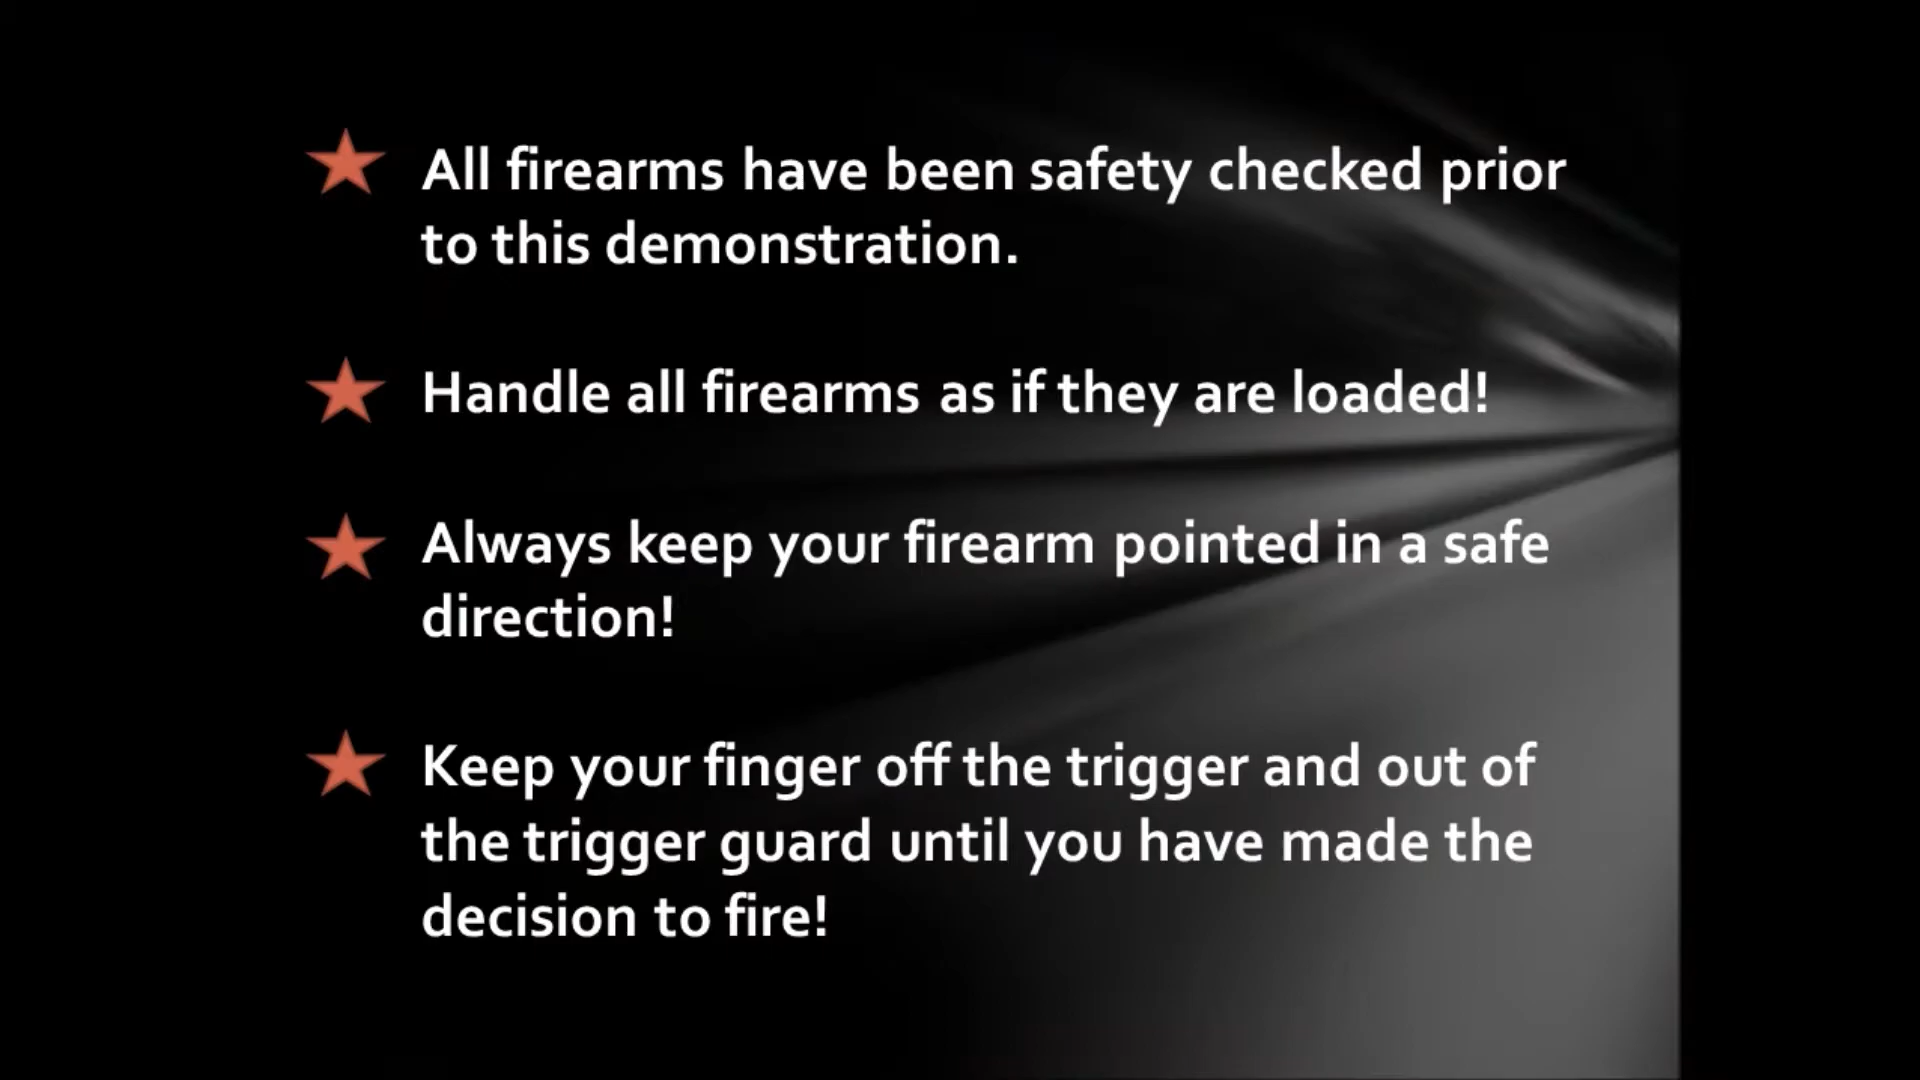 All firearms have been safety checked prior
to this demonstration.
Handle all firearms as if they are loaded!
Always keep your firearm pointed in a safe
direction!
Keep your finger off the trigger and out of
the trigger guard until you have made the
decision to fire!